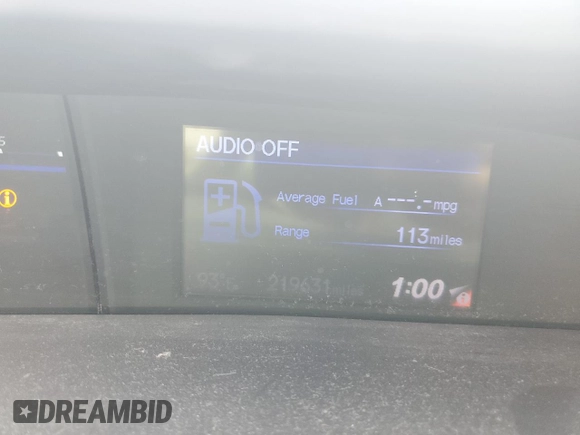 AUDIO OFF
Average Fuel A ---.- mpg
Range 113 miles
219631 miles 1:00
DREAMBID